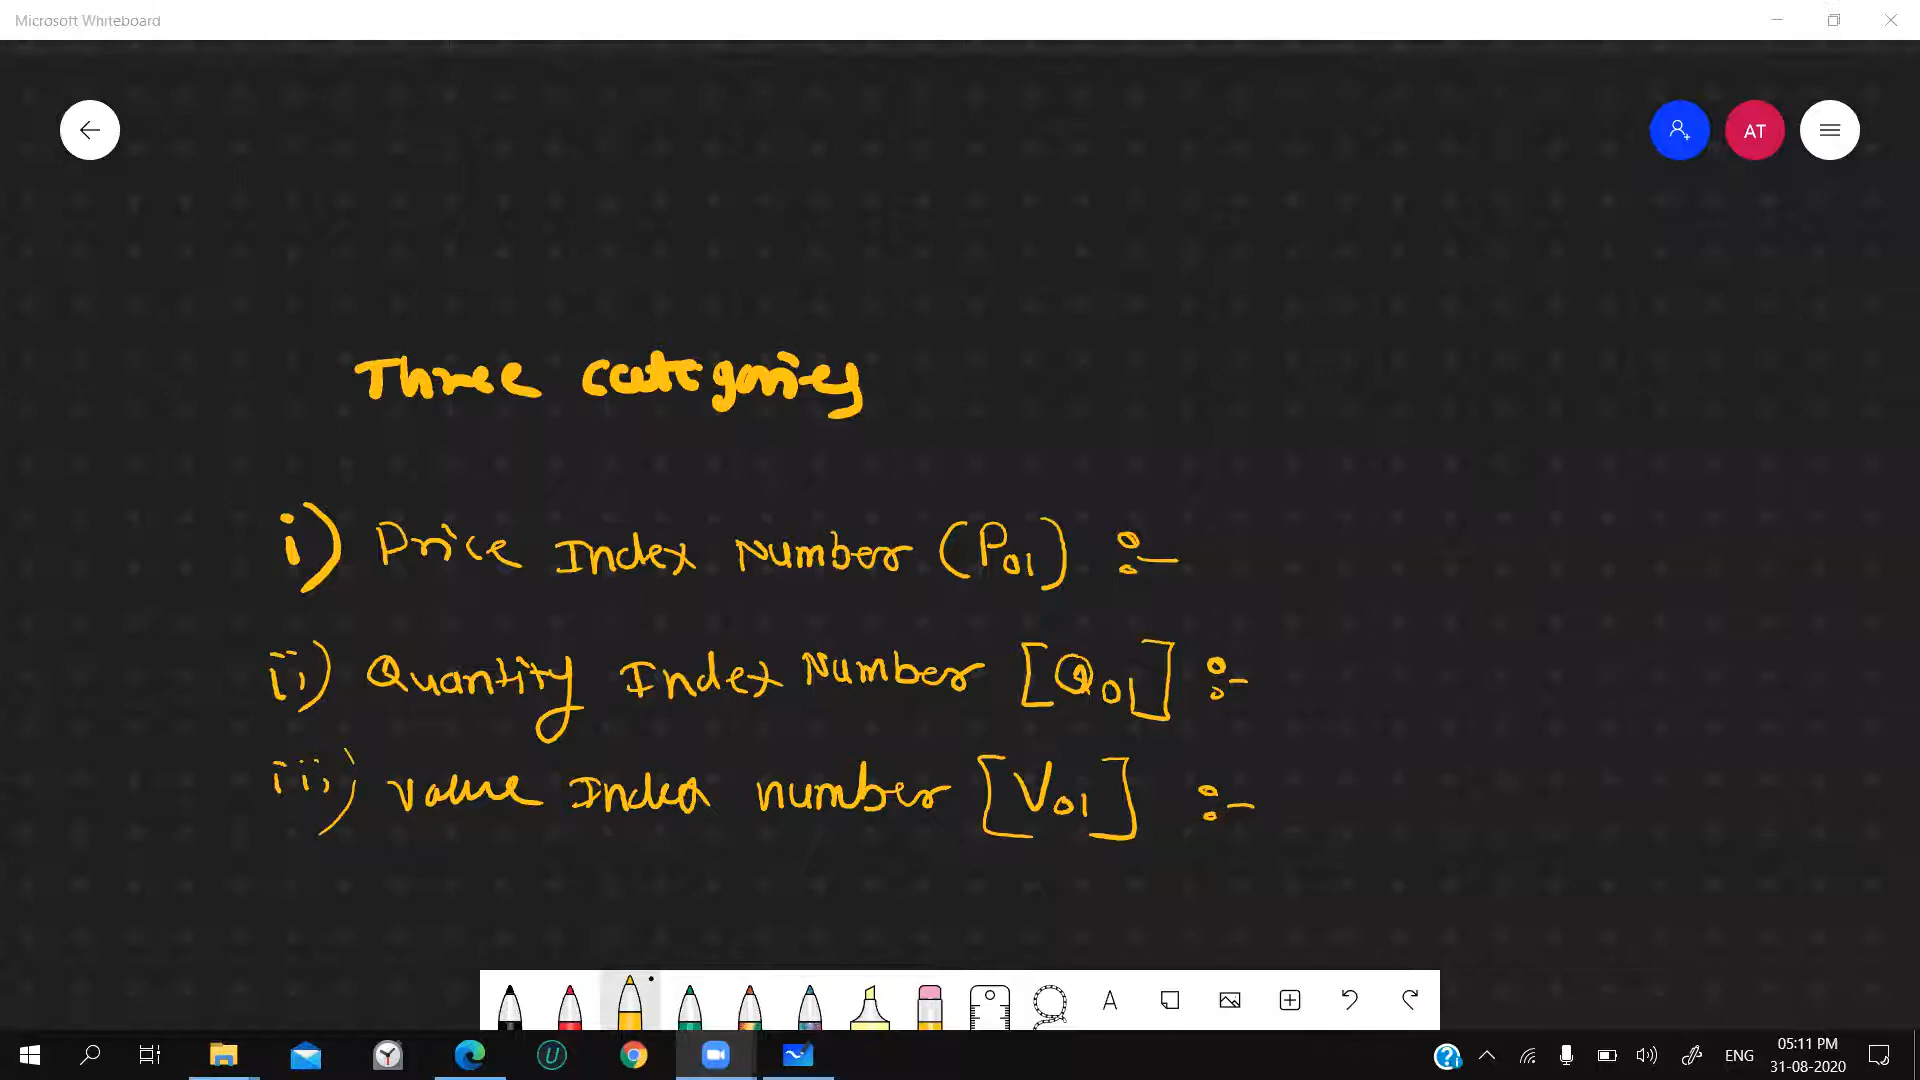 Microsoft Whiteboard
AT
Three categories
i) Price Index Number (P01) :-
ii) Quantity Index Number [Q01] :-
iii) Value Index number [V01] :-
ENG
05:11 PM
31-08-2020